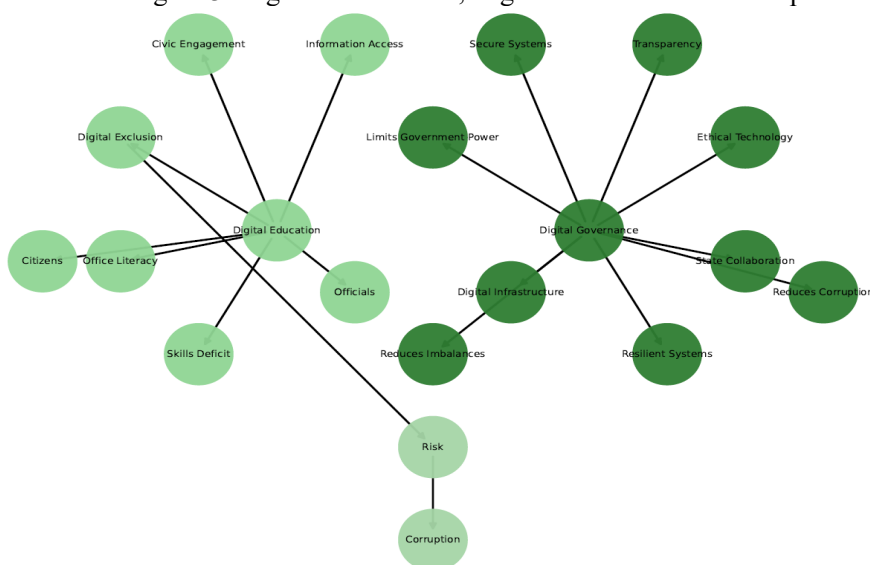 Civic Engagement
Information Access
Secure Systems
Transparency
Digital Exclusion
Limits Government Power
Ethical Technology
Digital Education
Digital Governance
Citizens
Office Literacy
State Collaboration
Officials
Digital Infrastructure
Reduces Corruption
Skills Deficit
Reduces Imbalances
Resilient Systems
Risk
Corruption